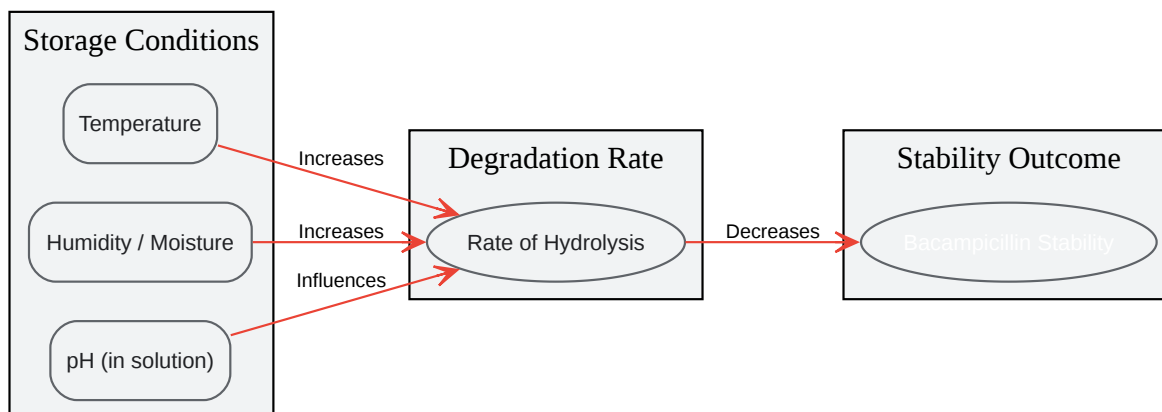 Storage Conditions
Temperature
Humidity / Moisture
pH (in solution)
Increases
Increases
Influences
Degradation Rate
Rate of Hydrolysis
Decreases
Stability Outcome
Bacampicillin Stability